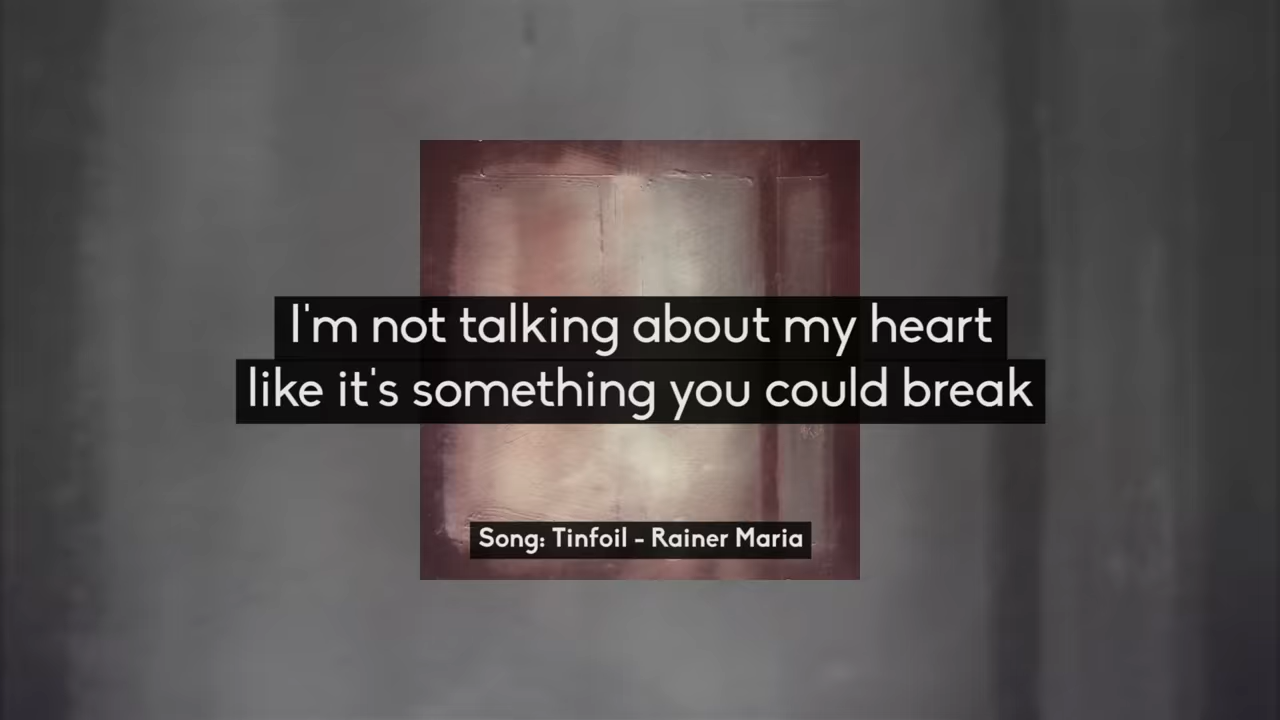 I'm not talking about my heart
like it's something you could break
Song: Tinfoil - Rainer Maria